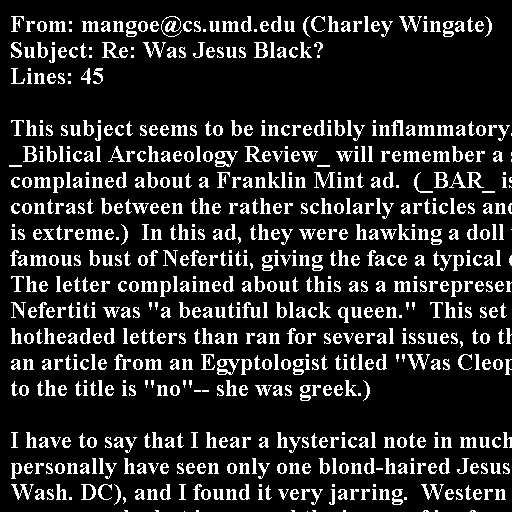 From: mangoe@cs.umd.edu (Charley Wingate)
Subject: Re: Was Jesus Black?
Lines: 45

This subject seems to be incredibly inflammatory.
_Biblical Archaeology Review_ will remember a
complained about a Franklin Mint ad.  (_BAR_ is
contrast between the rather scholarly articles and
is extreme.)  In this ad, they were hawking a doll
famous bust of Nefertiti, giving the face a typical
The letter complained about this as a misrepresen
Nefertiti was "a beautiful black queen."  This set
hotheaded letters than ran for several issues, to th
an article from an Egyptologist titled "Was Cleop
to the title is "no"-- she was greek.)

I have to say that I hear a hysterical note in much
personally have seen only one blond-haired Jesus
Wash. DC), and I found it very jarring.  Western